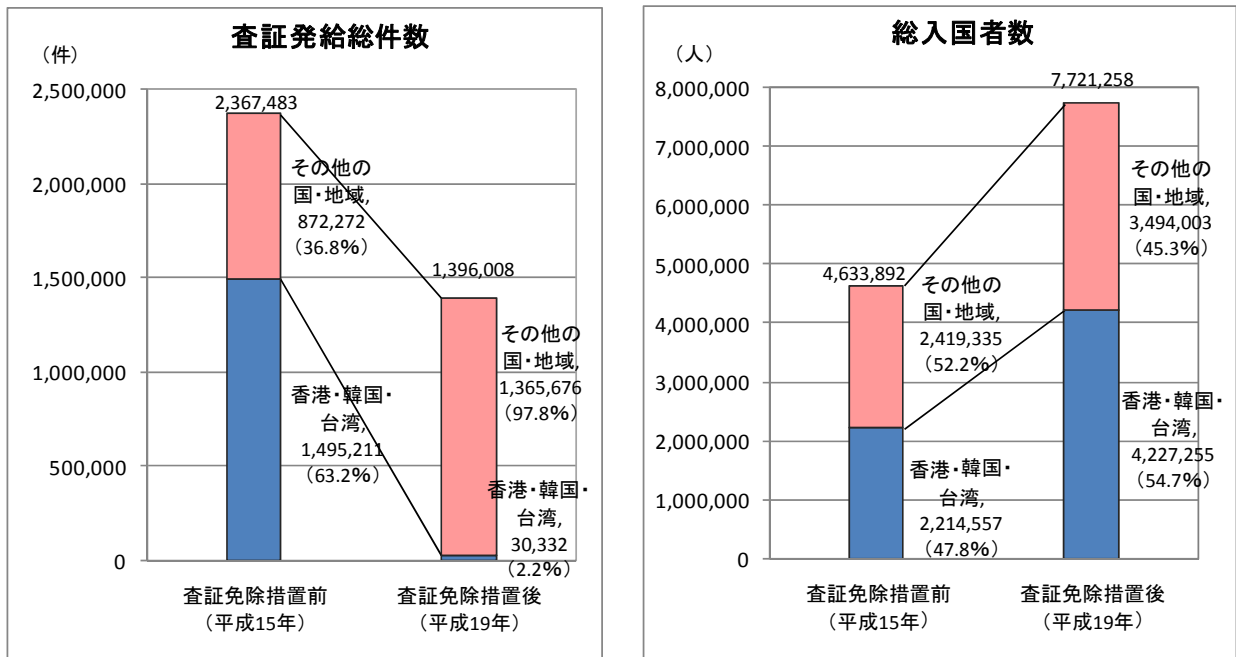 査証発給総件数
（件）
2,500,000
2,000,000
1,500,000
1,000,000
500,000
0
2,367,483
その他の
国・地域,
872,272
（36.8%）
香港・韓国・
台湾,
1,495,211
（63.2%）
1,396,008
その他の
国・地域,
1,365,676
（97.8%）
香港・韓国・
台湾,
30,332
（2.2%）
査証免除措置前
（平成15年）
査証免除措置後
（平成19年）
総入国者数
（人）
8,000,000
7,000,000
6,000,000
5,000,000
4,000,000
3,000,000
2,000,000
1,000,000
0
4,633,892
その他の
国・地域,
2,419,335
（52.2%）
香港・韓国・
台湾,
2,214,557
（47.8%）
7,721,258
その他の
国・地域,
3,494,003
（45.3%）
香港・韓国・
台湾,
4,227,255
（54.7%）
査証免除措置前
（平成15年）
査証免除措置後
（平成19年）